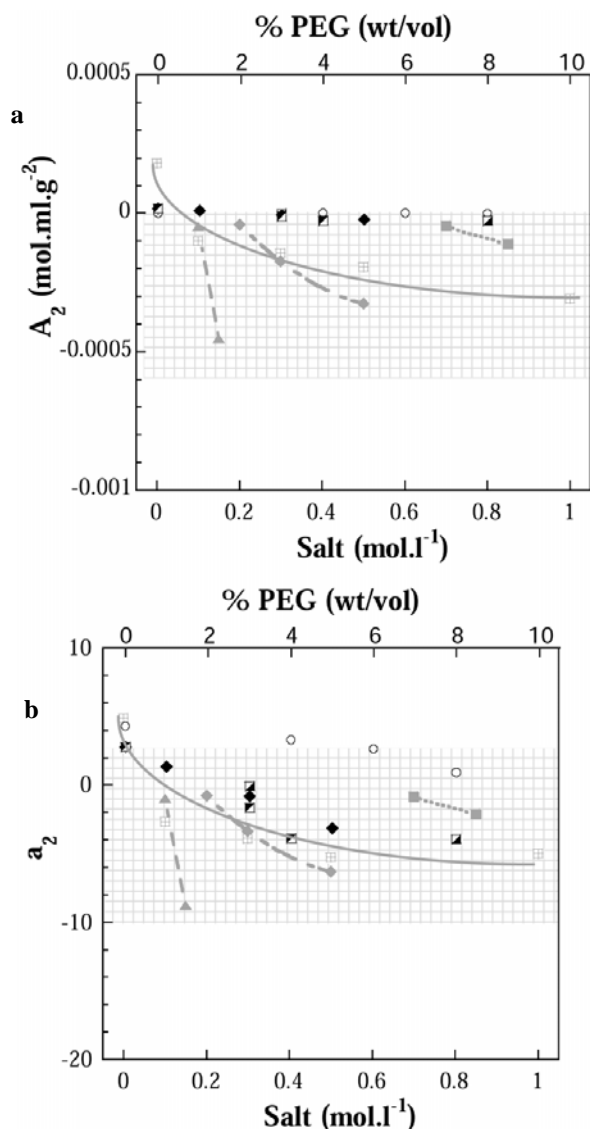 % PEG (wt/vol)
0 2 4 6 8 10
0.0005
a
0
-0.0005
-0.001
A2 (mol.ml.g-2)
0 0.2 0.4 0.6 0.8 1
Salt (mol.l-1)
% PEG (wt/vol)
0 2 4 6 8 10
10
b
0
-10
-20
a2
0 0.2 0.4 0.6 0.8 1
Salt (mol.l-1)